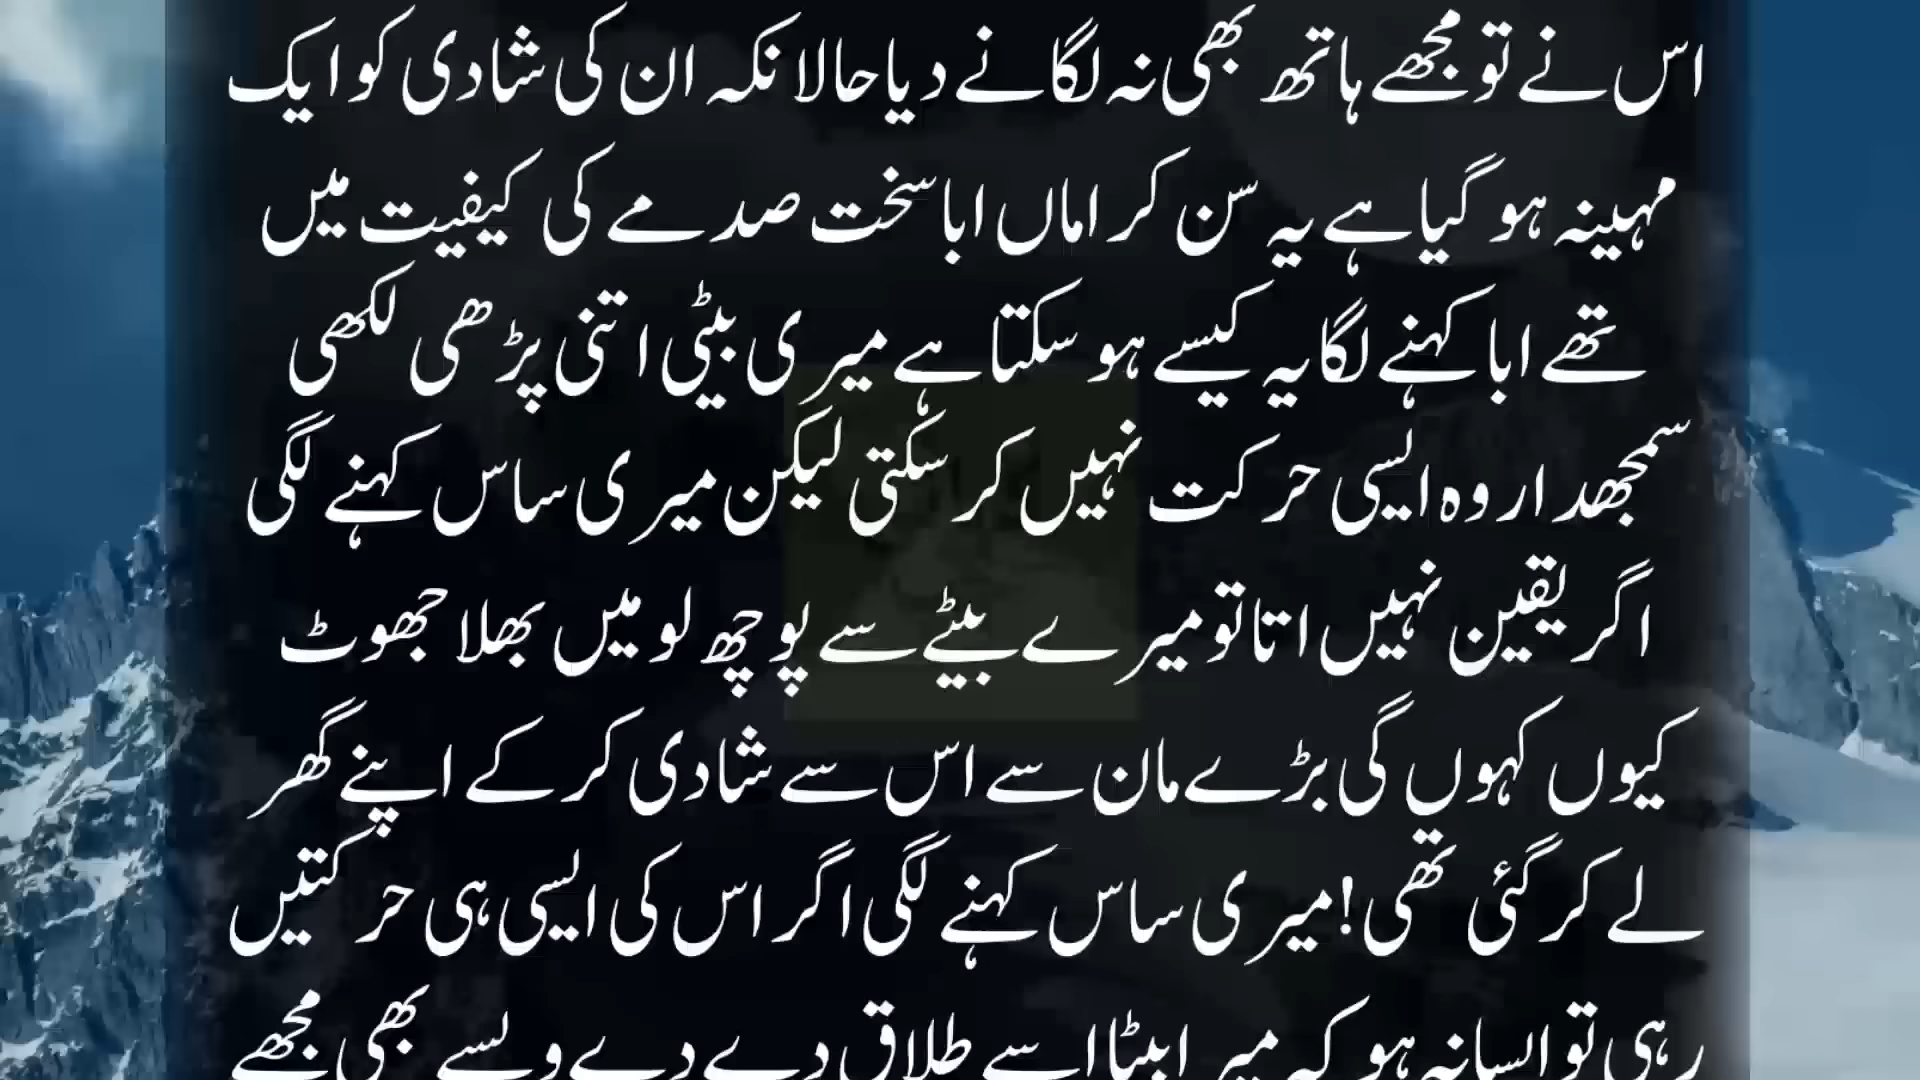 اس نے تو مجھے ہاتھ بھی نہ لگانے دیا حالانکہ ان کی شادی کو ایک
مہینہ ہو گیا ہے یہ سن کر اماں ابا سخت صدمے کی کیفیت میں
تھے ابا کہنے لگا یہ کیسے ہو سکتا ہے میری بیٹی اتنی پڑھی لکھی
سمجھدار وہ ایسی حرکت نہیں کر سکتی لیکن میری ساس کہنے لگی
اگر یقین نہیں اتا تو میرے بیٹے سے پوچھ لو میں بھلا جھوٹ
کیوں کہوں گی بڑے مان سے اس سے شادی کر کے اپنے گھر
لے کر گئی تھی! میری ساس کہنے لگی اگر اس کی ایسی ہی حرکتیں
رہی تو ایسا نہ ہو کہ میرا بیٹا اسے طلاق دے دے ویسے بھی مجھے